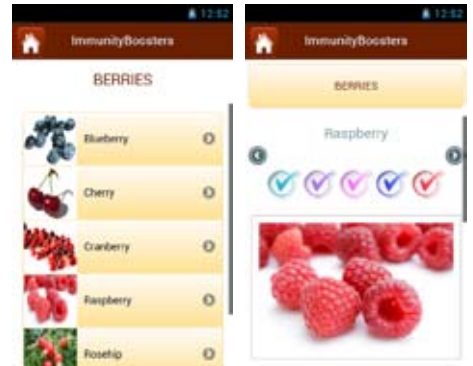 12:52
ImmunityBoosters
BERRIES
Blueberry
Cherry
Cranberry
Raspberry
Rosehip
12:52
ImmunityBoosters
BERRIES
Raspberry